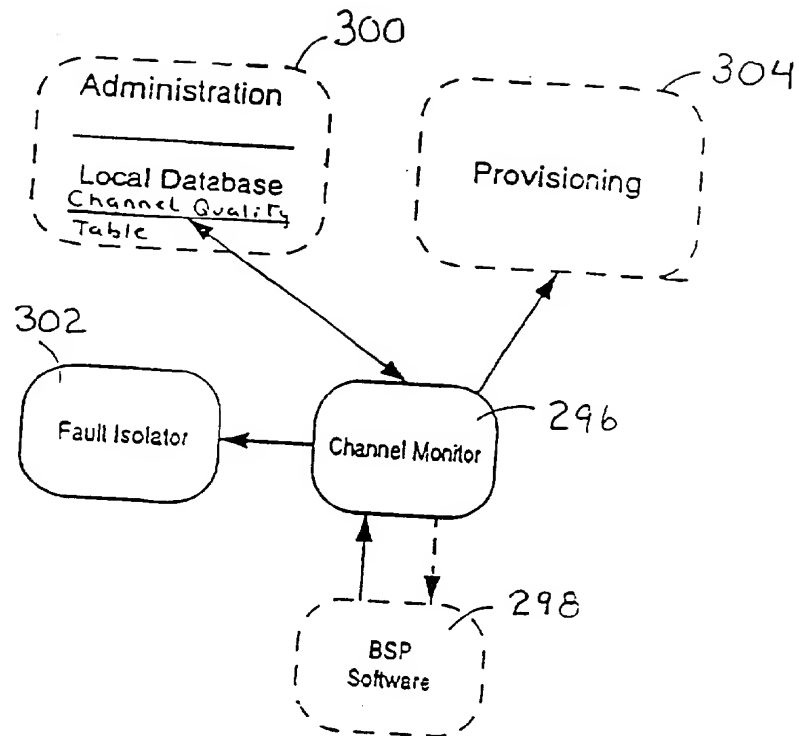 300
304
Administration
Local Database
Channel Quality
Table
Provisioning
302
Fault Isolator
Channel Monitor
296
298
BSP
Software